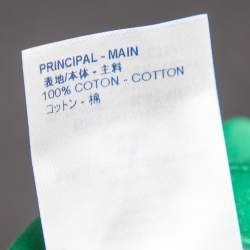 PRINCIPAL - MAIN
表地/本体 - 主料
100% COTON - COTTON
コットン - 棉